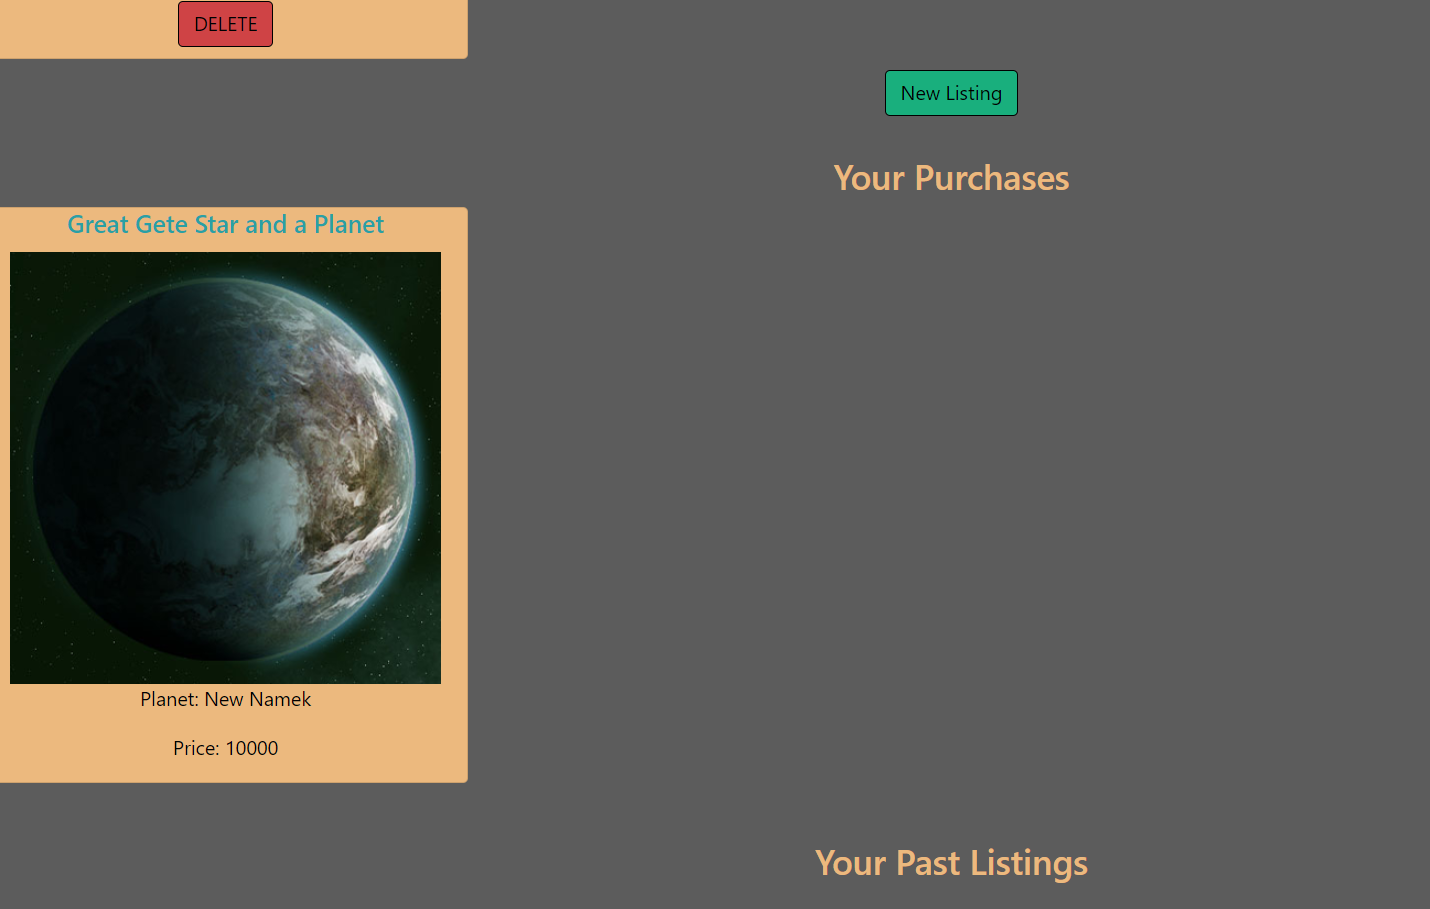 DELETE
New Listing
Your Purchases
Great Gete Star and a Planet
Planet: New Namek
Price: 10000
Your Past Listings